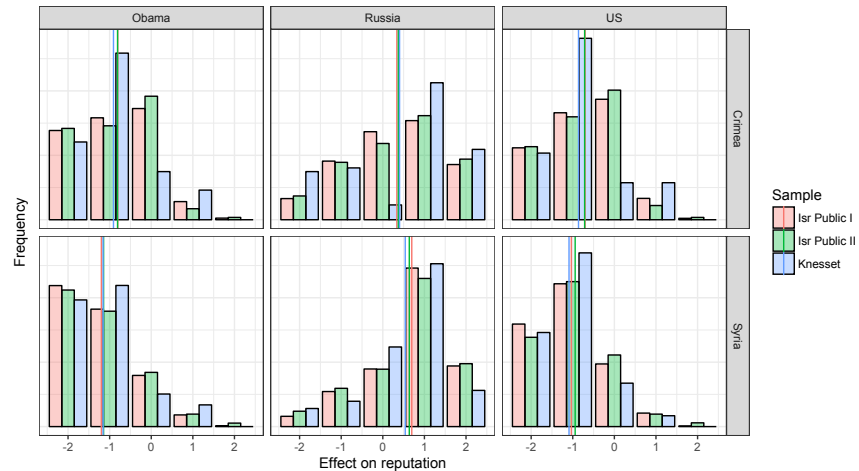 Obama
Russia
US
Crimea
Syria
Frequency
-2 -1 0 1 2
-2 -1 0 1 2
-2 -1 0 1 2
Effect on reputation
Sample
Isr Public I
Isr Public II
Knesset